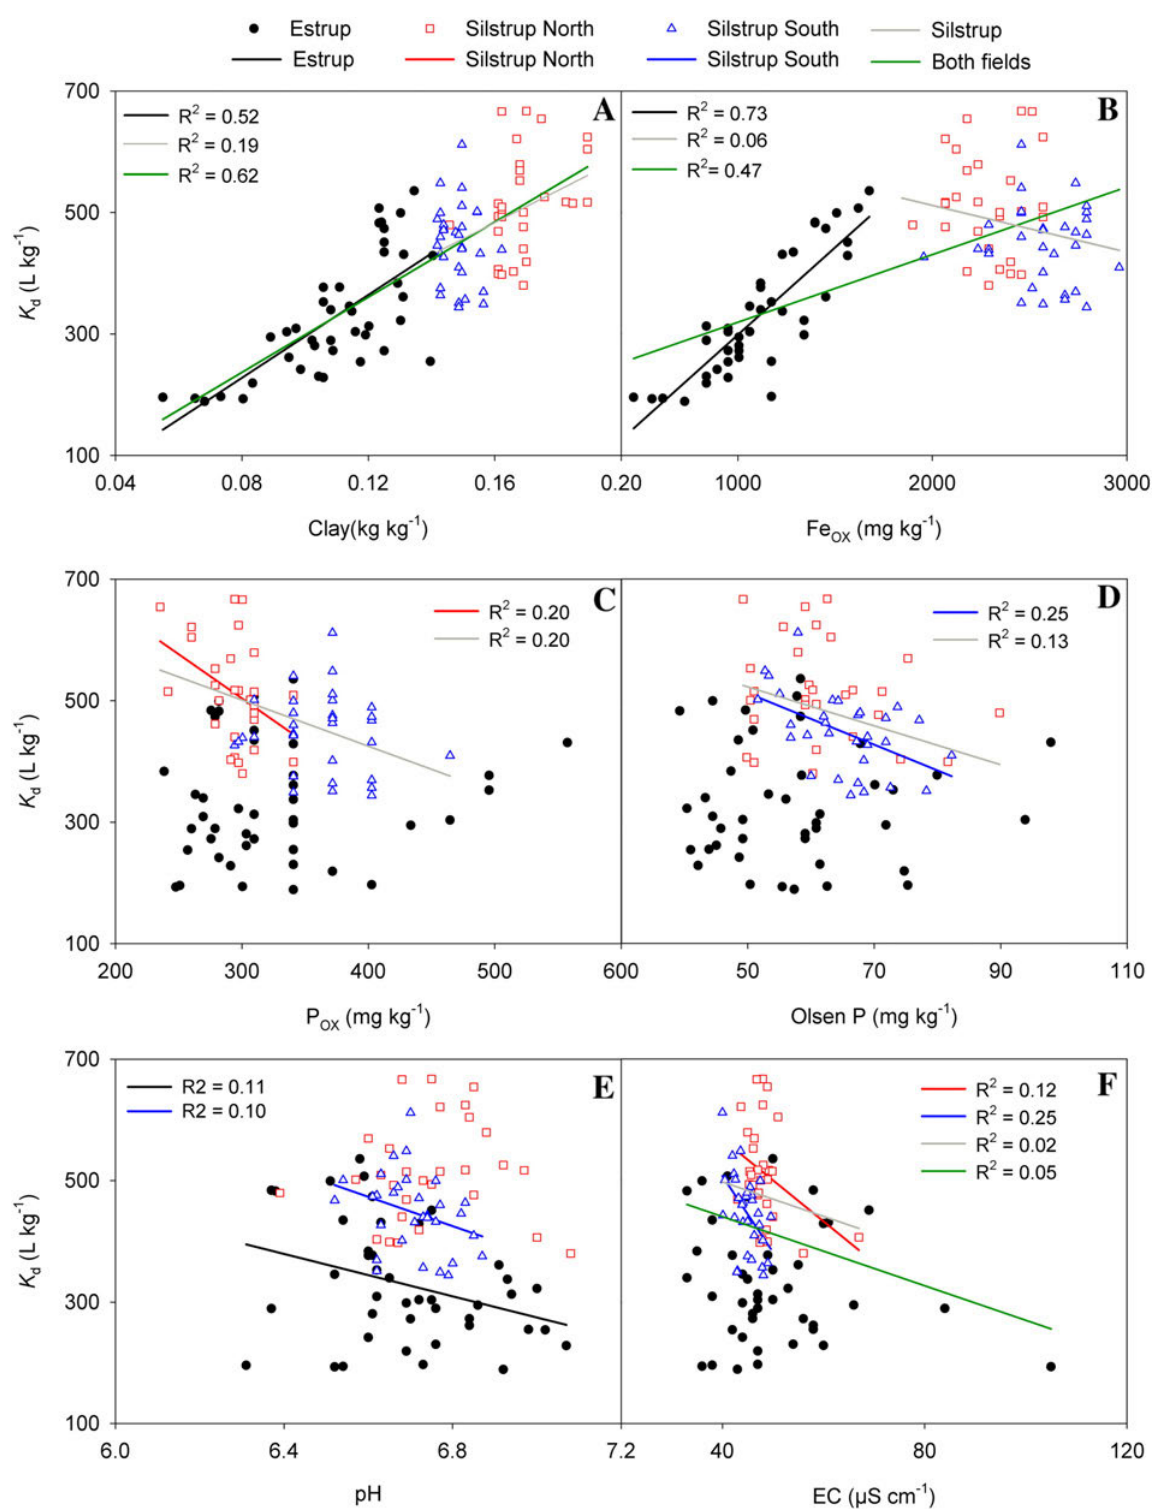 Estrup Silstrup North Silstrup South Silstrup
Estrup Silstrup North Silstrup South Both fields
700
500
300
100
K_d (L kg⁻¹)
R² = 0.52
R² = 0.19
R² = 0.62
A
0.04 0.08 0.12 0.16 0.20
Clay(kg kg⁻¹)
R² = 0.73
R² = 0.06
R²= 0.47
B
1000 2000 3000
Fe_OX (mg kg⁻¹)
700
500
300
100
K_d (L kg⁻¹)
R² = 0.20
R² = 0.20
C
200 300 400 500 600
P_OX (mg kg⁻¹)
R² = 0.25
R² = 0.13
D
50 70 90 110
Olsen P (mg kg⁻¹)
700
500
300
100
K_d (L kg⁻¹)
R2 = 0.11
R2 = 0.10
E
6.0 6.4 6.8 7.2
pH
R² = 0.12
R² = 0.25
R² = 0.02
R² = 0.05
F
40 80 120
EC (µS cm⁻¹)